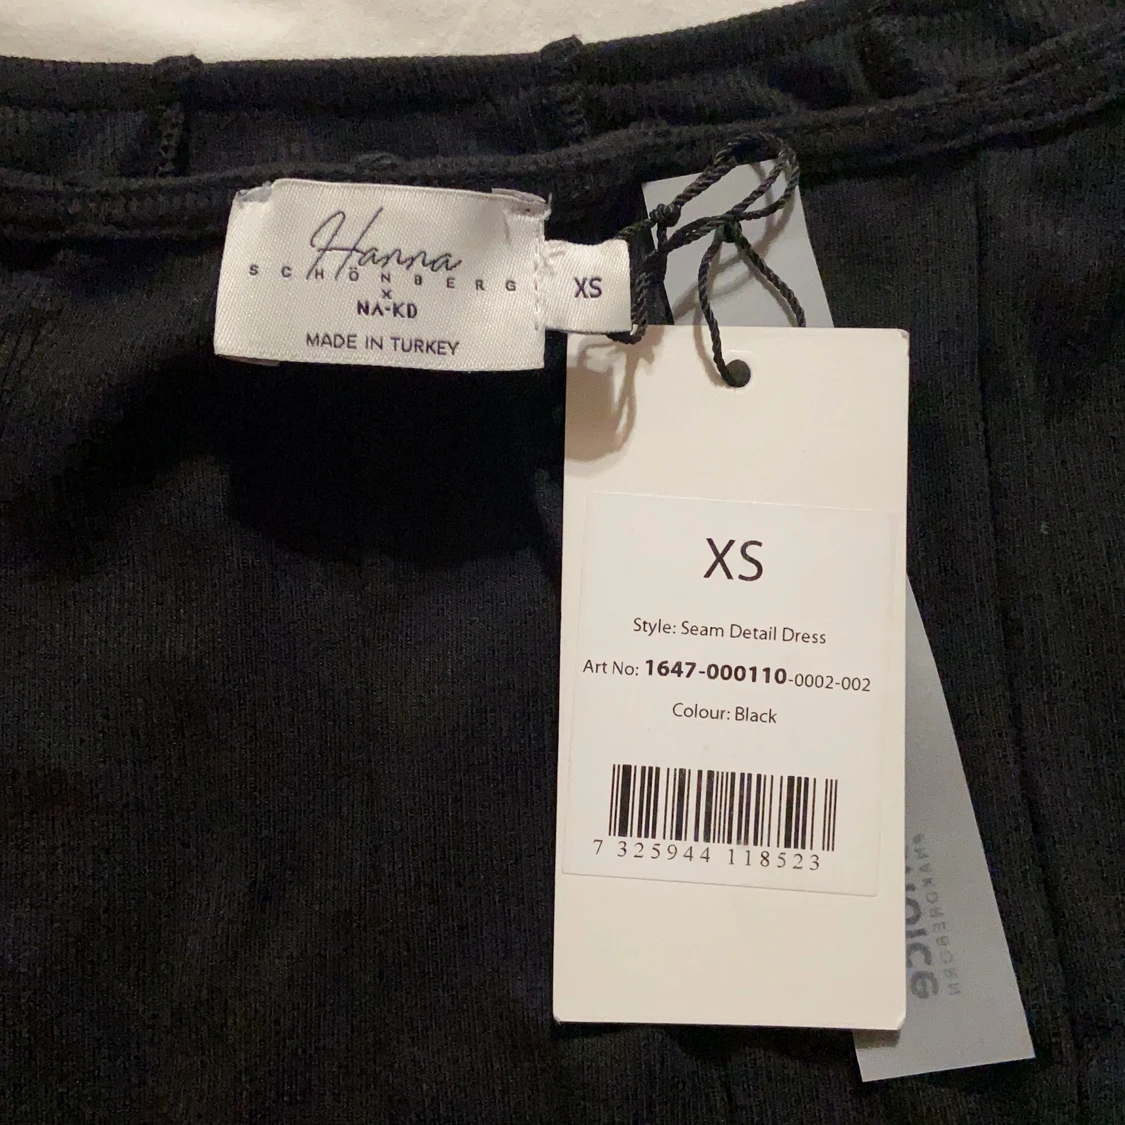 Hanna
SCHÖNBERG
X
NA-KD
MADE IN TURKEY
XS
XS
Style: Seam Detail Dress
Art No: 1647-000110-0002-002
Colour: Black
7 325944 118523
#NAKDREBORN